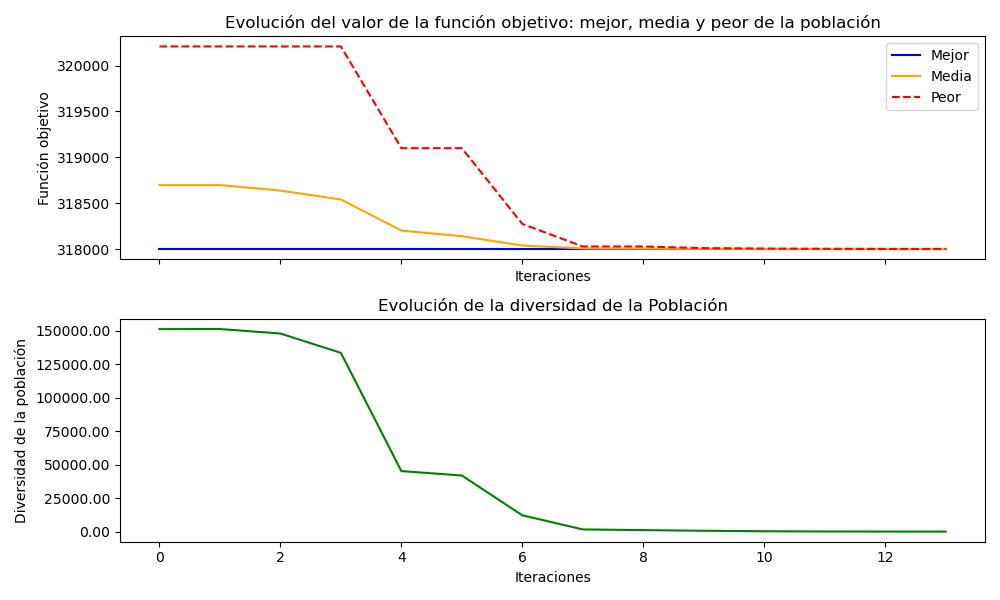 Evolución del valor de la función objetivo: mejor, media y peor de la población
320000
319500
319000
318500
318000
Función objetivo
Mejor
Media
Peor
Iteraciones
Evolución de la diversidad de la Población
150000.00
125000.00
100000.00
75000.00
50000.00
25000.00
0.00
Diversidad de la población
0 2 4 6 8 10 12
Iteraciones